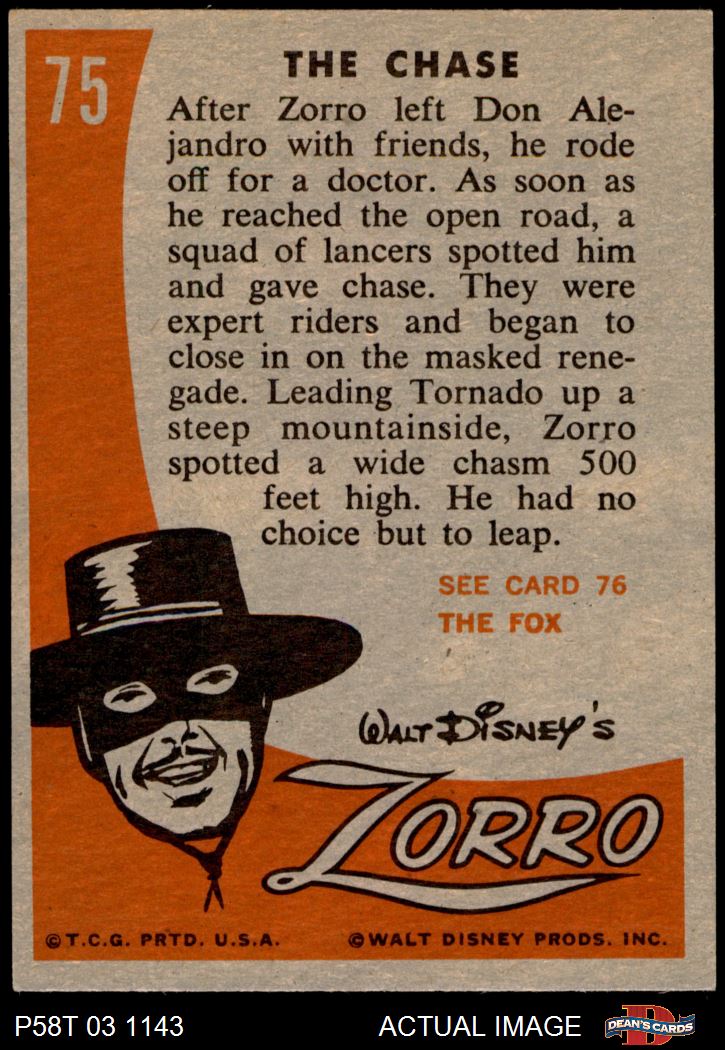 75
THE CHASE
After Zorro left Don Ale-
jandro with friends, he rode
off for a doctor. As soon as
he reached the open road, a
squad of lancers spotted him
and gave chase. They were
expert riders and began to
close in on the masked rene-
gade. Leading Tornado up a
steep mountainside, Zorro
spotted a wide chasm 500
feet high. He had no
choice but to leap.
SEE CARD 76
THE FOX
WALT DISNEY'S
ZORRO
©T.C.G. PRTD. U.S.A.
©WALT DISNEY PRODS. INC.
P58T 03 1143
ACTUAL IMAGE
D
DEAN'S CARDS